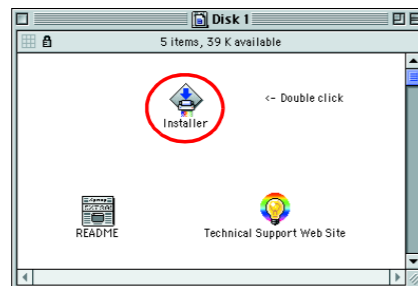 Disk 1
5 items, 39 K available
<- Double click
Installer
README
Technical Support Web Site